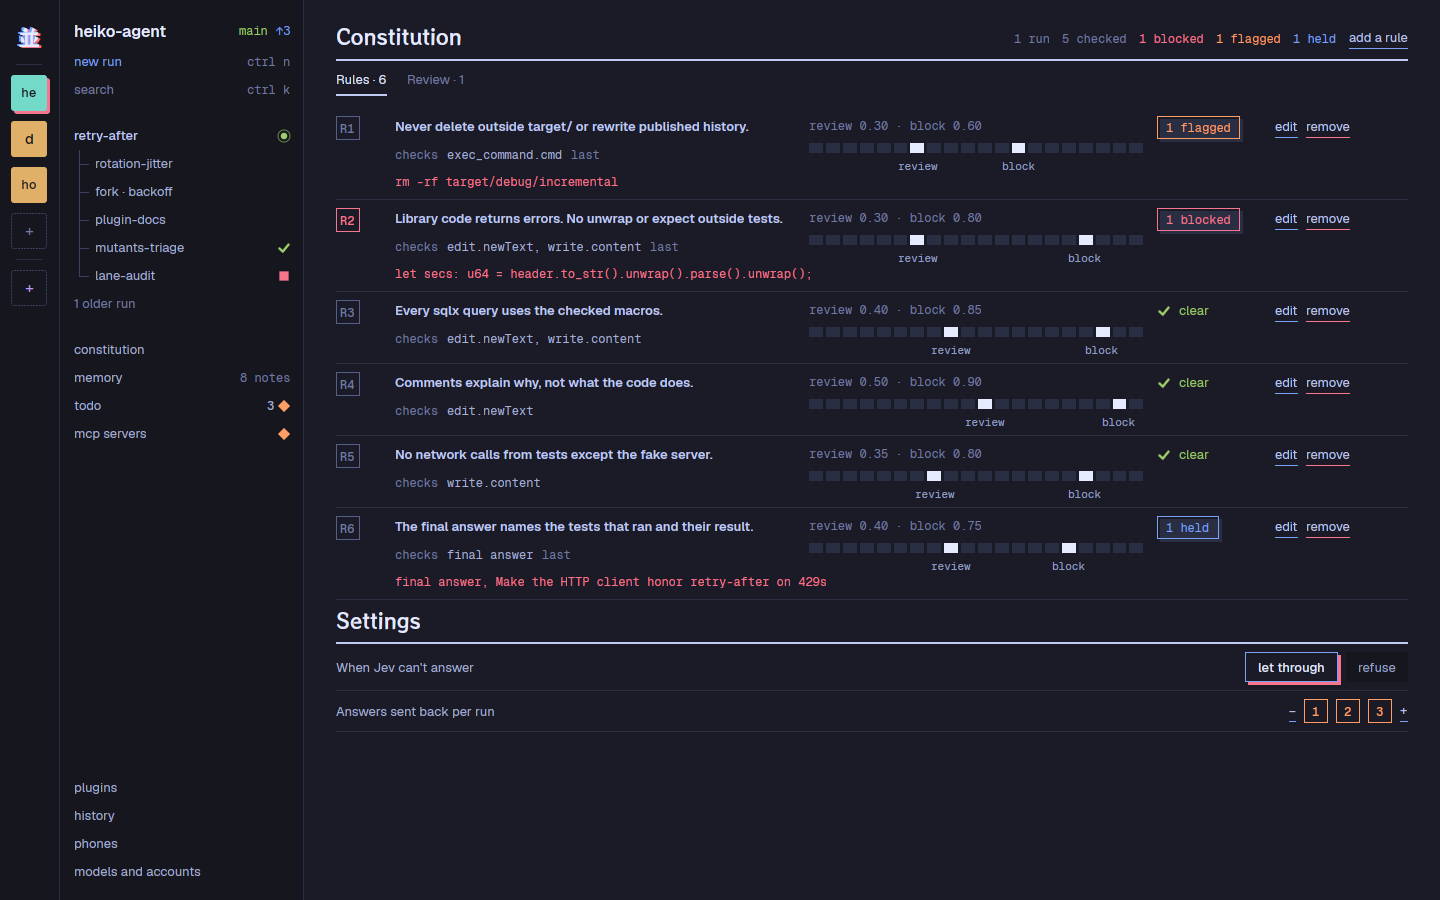 heiko-agent main ↑3
new run ctrl n
search ctrl k
he
d
ho
+
+
retry-after
rotation-jitter
fork · backoff
plugin-docs
mutants-triage
lane-audit
1 older run
constitution
memory 8 notes
todo 3
mcp servers
plugins
history
phones
models and accounts
Constitution
1 run 5 checked 1 blocked 1 flagged 1 held add a rule
Rules · 6 Review · 1
R1 Never delete outside target/ or rewrite published history.
checks exec_command.cmd last
rm -rf target/debug/incremental
review 0.30 · block 0.60
review block
1 flagged
edit remove
R2 Library code returns errors. No unwrap or expect outside tests.
checks edit.newText, write.content last
let secs: u64 = header.to_str().unwrap().parse().unwrap();
review 0.30 · block 0.80
review block
1 blocked
edit remove
R3 Every sqlx query uses the checked macros.
checks edit.newText, write.content
review 0.40 · block 0.85
review block
clear
edit remove
R4 Comments explain why, not what the code does.
checks edit.newText
review 0.50 · block 0.90
review block
clear
edit remove
R5 No network calls from tests except the fake server.
checks write.content
review 0.35 · block 0.80
review block
clear
edit remove
R6 The final answer names the tests that ran and their result.
checks final answer last
final answer, Make the HTTP client honor retry-after on 429s
review 0.40 · block 0.75
review block
1 held
edit remove
Settings
When Jev can't answer let through refuse
Answers sent back per run − 1 2 3 +